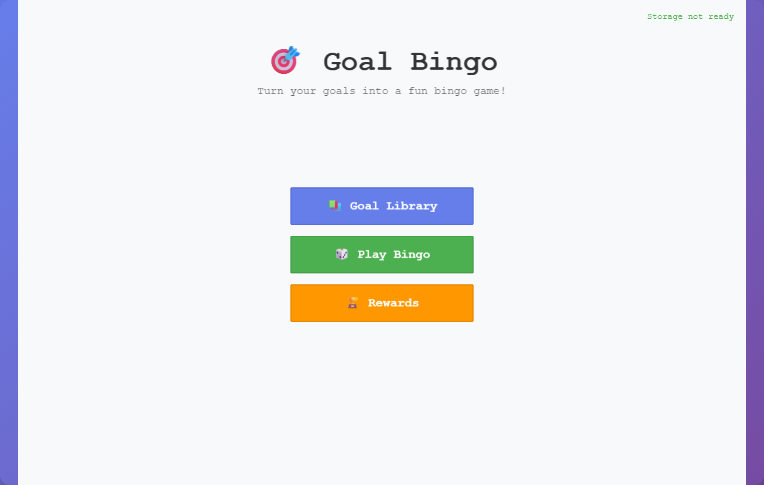 Storage not ready
Goal Bingo
Turn your goals into a fun bingo game!
Goal Library
Play Bingo
Rewards